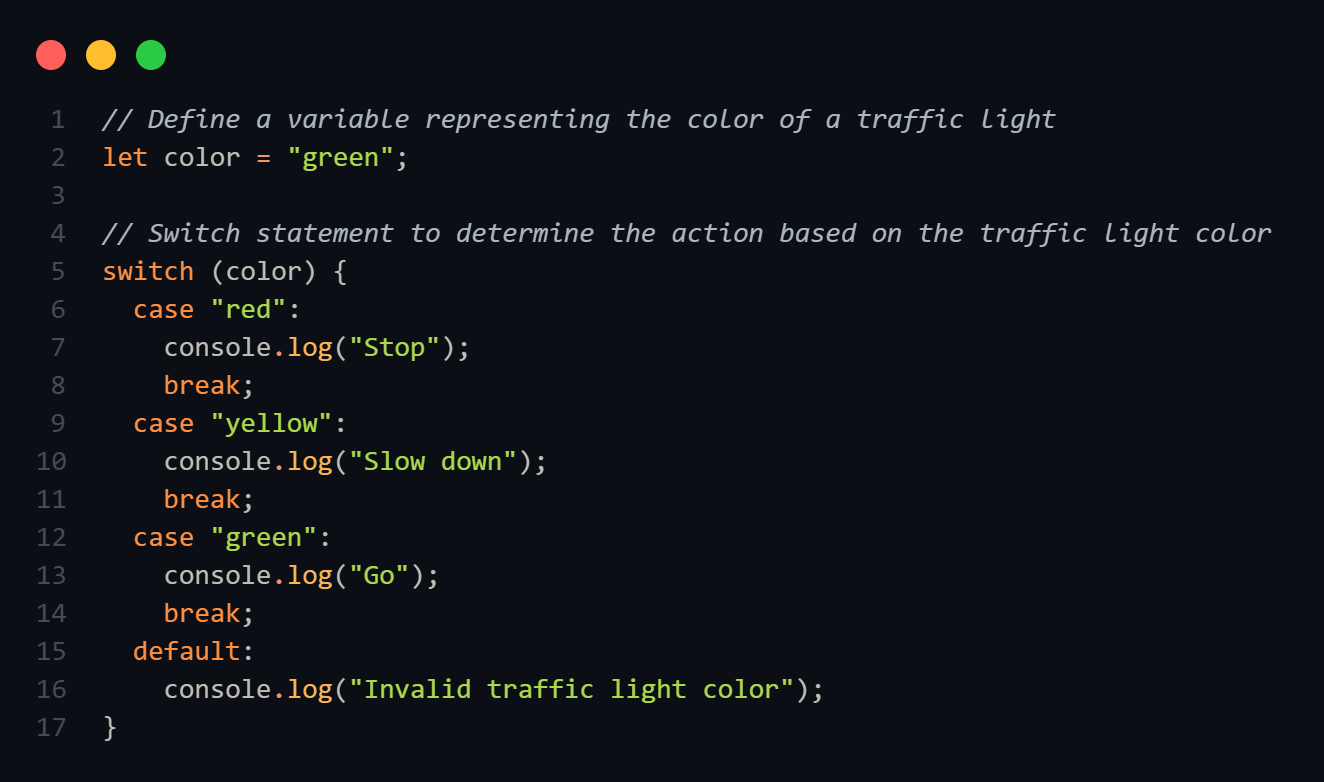 1 // Define a variable representing the color of a traffic light
2 let color = "green";
3
4 // Switch statement to determine the action based on the traffic light color
5 switch (color) {
6   case "red":
7     console.log("Stop");
8     break;
9   case "yellow":
10     console.log("Slow down");
11     break;
12   case "green":
13     console.log("Go");
14     break;
15   default:
16     console.log("Invalid traffic light color");
17 }